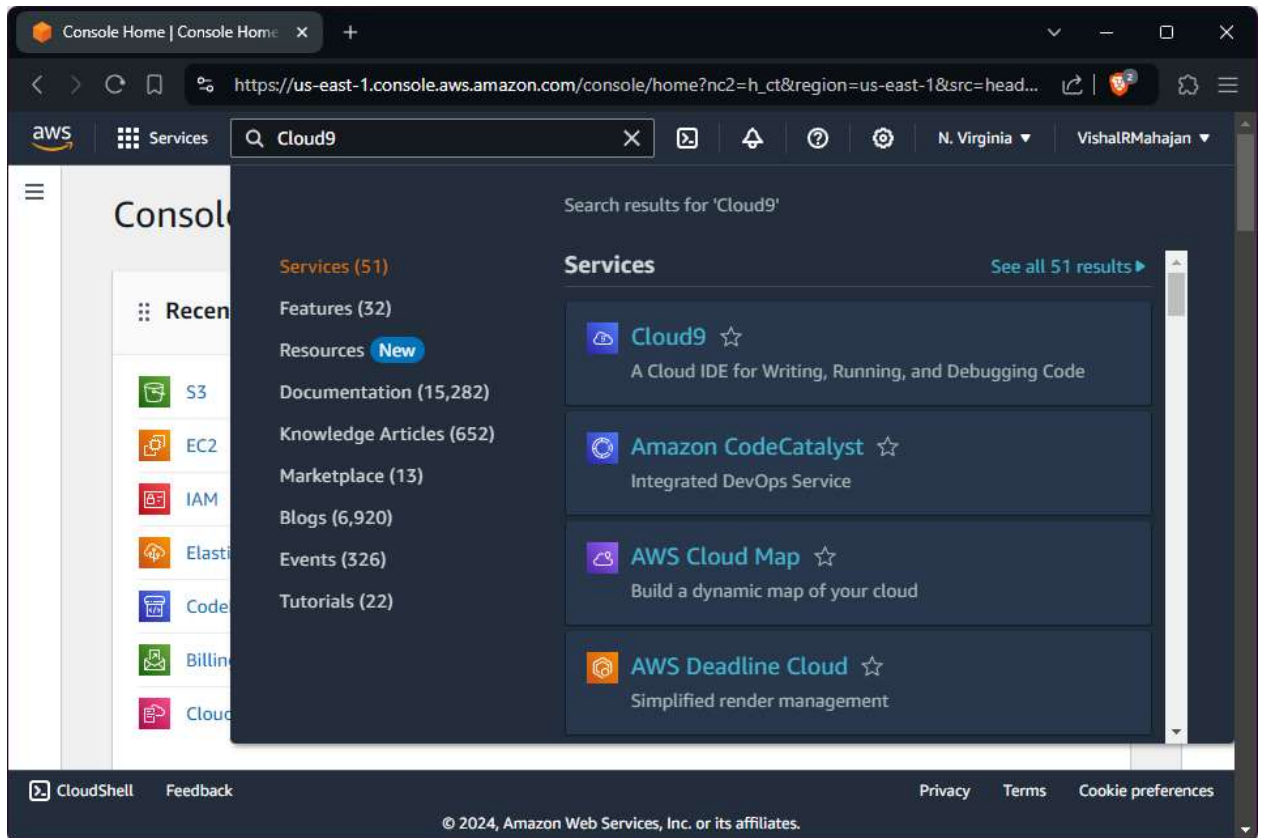 Console Home | Console Home
https://us-east-1.console.aws.amazon.com/console/home?nc2=h_ct&region=us-east-1&src=head...
2
aws
Services
Cloud9
N. Virginia
VishalRMahajan
Console
Search results for 'Cloud9'
Services (51)
Features (32)
Resources New
Documentation (15,282)
Knowledge Articles (652)
Marketplace (13)
Blogs (6,920)
Events (326)
Tutorials (22)
Services
See all 51 results
Cloud9
A Cloud IDE for Writing, Running, and Debugging Code
Amazon CodeCatalyst
Integrated DevOps Service
AWS Cloud Map
Build a dynamic map of your cloud
AWS Deadline Cloud
Simplified render management
Recen
S3
EC2
IAM
Elasti
Code
Billin
Cloud
CloudShell
Feedback
Privacy
Terms
Cookie preferences
© 2024, Amazon Web Services, Inc. or its affiliates.